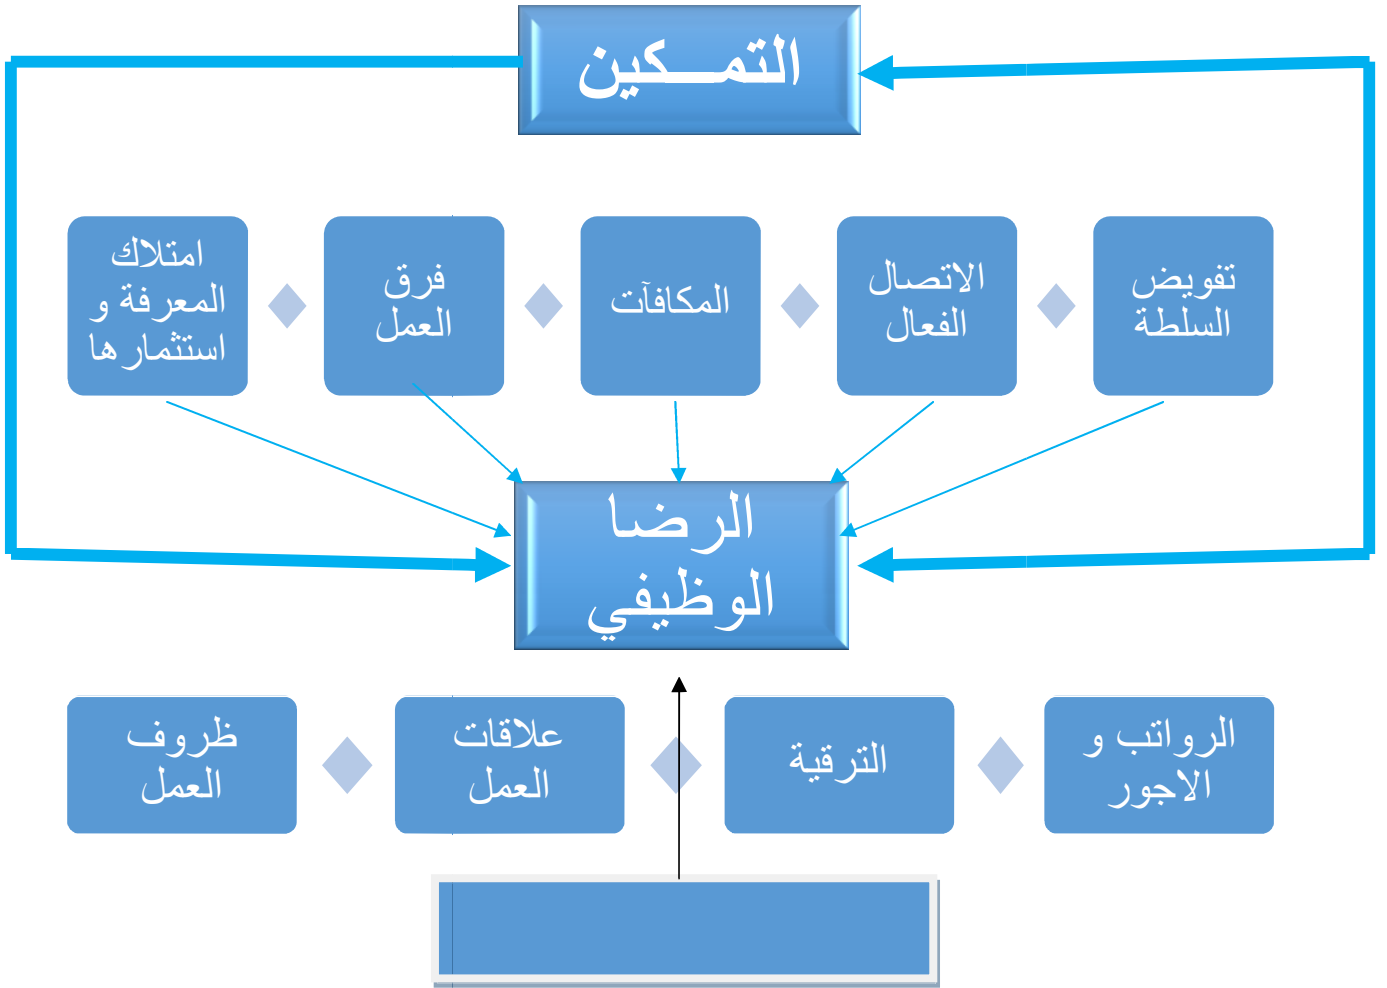 التمـــكين
تفويض
السلطة
الاتصال
الفعال
المكافآت
فرق
العمل
امتلاك
المعرفة و
استثمارها
الرضا
الوظيفي
الرواتب و
الاجور
الترقية
علاقات
العمل
ظروف
العمل